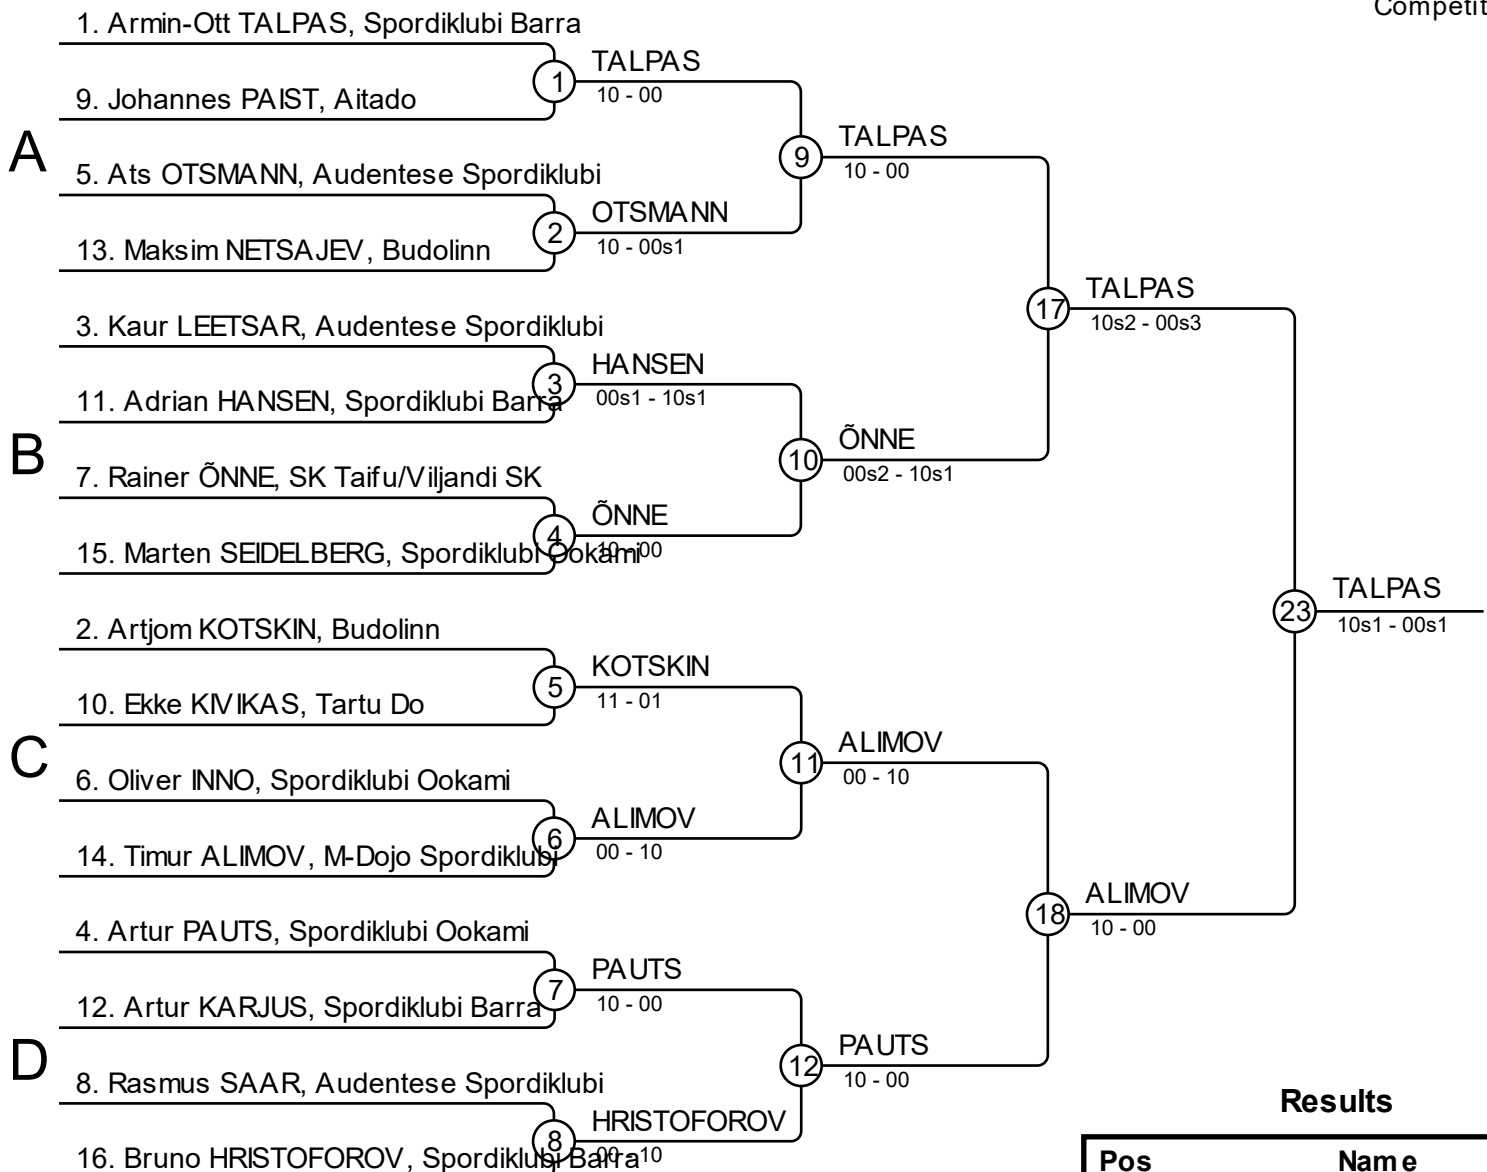 Competit
1. Armin-Ott TALPAS, Spordiklubi Barra
TALPAS
1
10 - 00
9. Johannes PAIST, Aitado
A
TALPAS
9
10 - 00
5. Ats OTSMANN, Audentese Spordiklubi
OTSMANN
2
10 - 00s1
13. Maksim NETSAJEV, Budolinn
TALPAS
17
10s2 - 00s3
3. Kaur LEETSAR, Audentese Spordiklubi
HANSEN
3
00s1 - 10s1
11. Adrian HANSEN, Spordiklubi Barra
B
ÕNNE
10
00s2 - 10s1
7. Rainer ÕNNE, SK Taifu/Viljandi SK
ÕNNE
4
10 - 00
15. Marten SEIDELBERG, Spordiklubi Ookami
TALPAS
23
10s1 - 00s1
2. Artjom KOTSKIN, Budolinn
KOTSKIN
5
11 - 01
10. Ekke KIVIKAS, Tartu Do
C
ALIMOV
11
00 - 10
6. Oliver INNO, Spordiklubi Ookami
ALIMOV
6
00 - 10
14. Timur ALIMOV, M-Dojo Spordiklubi
ALIMOV
18
10 - 00
4. Artur PAUTS, Spordiklubi Ookami
PAUTS
7
10 - 00
12. Artur KARJUS, Spordiklubi Barra
D
PAUTS
12
10 - 00
8. Rasmus SAAR, Audentese Spordiklubi
HRISTOFOROV
8
00 - 10
16. Bruno HRISTOFOROV, Spordiklubi Barra
Results
Pos Name